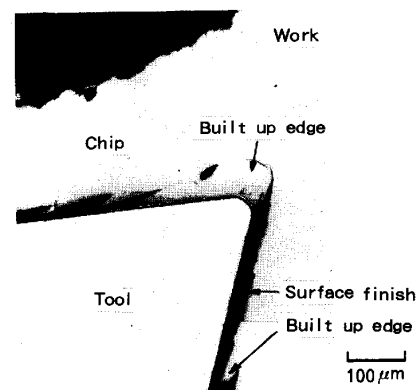 Work
Built up edge
Chip
Tool
Surface finish
Built up edge
100 μm